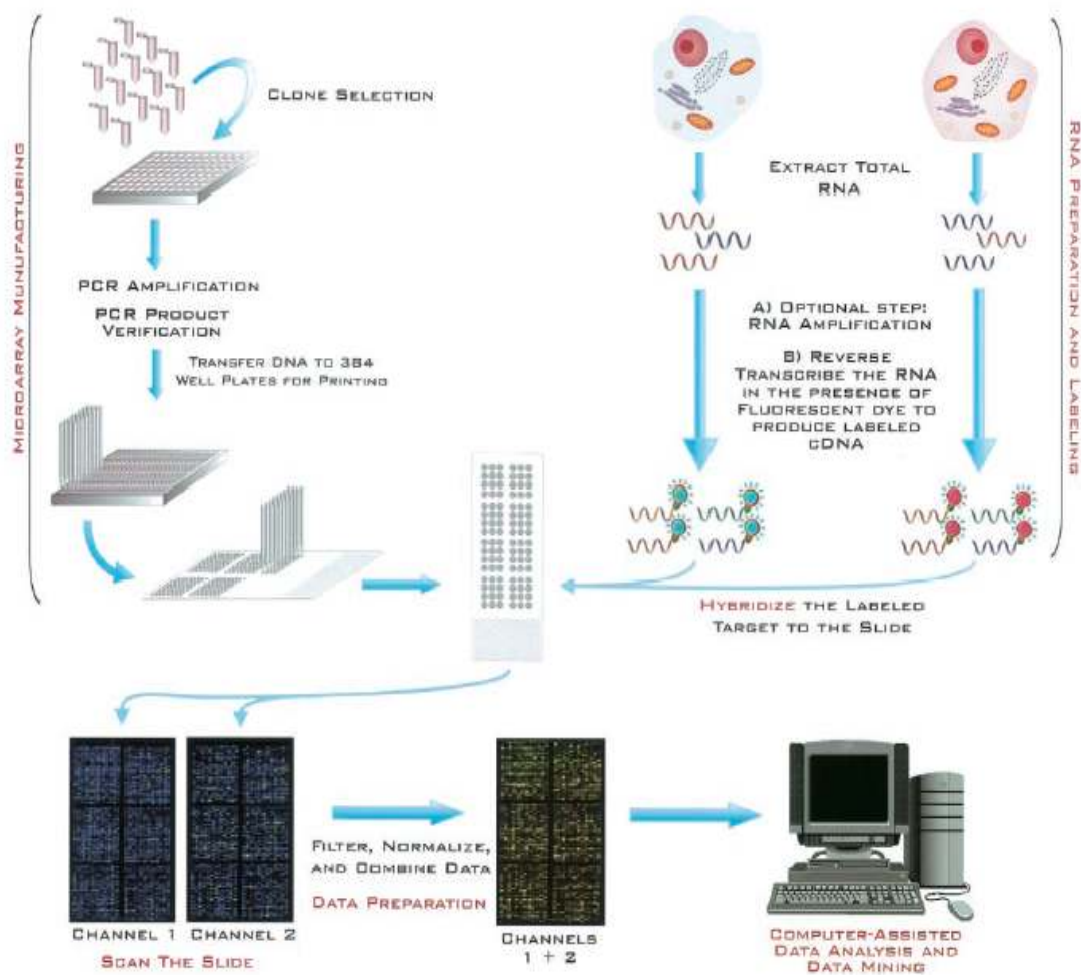 MICROARRAY MUNUFACTURING
CLONE SELECTION
PCR AMPLIFICATION
PCR PRODUCT
VERIFICATION
TRANSFER DNA TO 384
WELL PLATES FOR PRINTING
RNA PREPARATION AND LABELING
EXTRACT TOTAL
RNA
A) OPTIONAL STEP:
RNA AMPLIFICATION
B) REVERSE
TRANSCRIBE THE RNA
IN THE PRESENCE OF
FLUORESCENT DYE TO
PRODUCE LABELED
CDNA
HYBRIDIZE THE LABELED
TARGET TO THE SLIDE
CHANNEL 1
CHANNEL 2
SCAN THE SLIDE
FILTER, NORMALIZE,
AND COMBINE DATA
DATA PREPARATION
CHANNELS
1 + 2
COMPUTER-ASSISTED
DATA ANALYSIS AND
DATA MINING